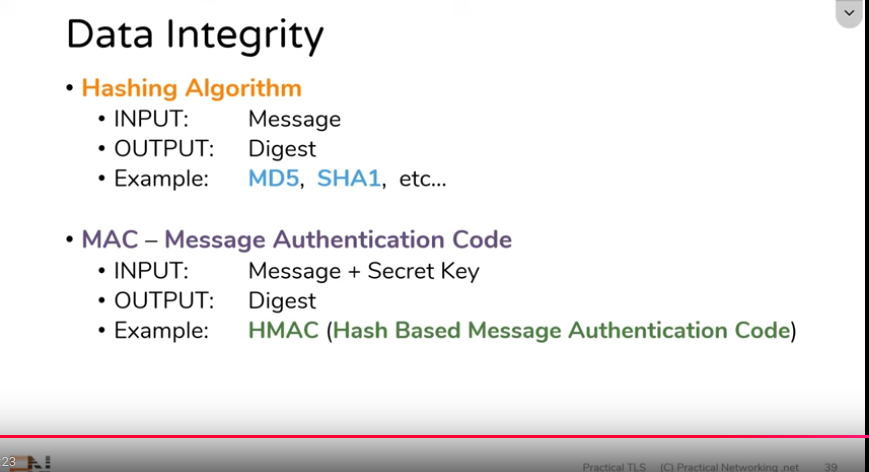 Data Integrity
• Hashing Algorithm
• INPUT: Message
• OUTPUT: Digest
• Example: MD5, SHA1, etc...
• MAC – Message Authentication Code
• INPUT: Message + Secret Key
• OUTPUT: Digest
• Example: HMAC (Hash Based Message Authentication Code)
:23
Practical TLS (C) Practical Networking .net 39